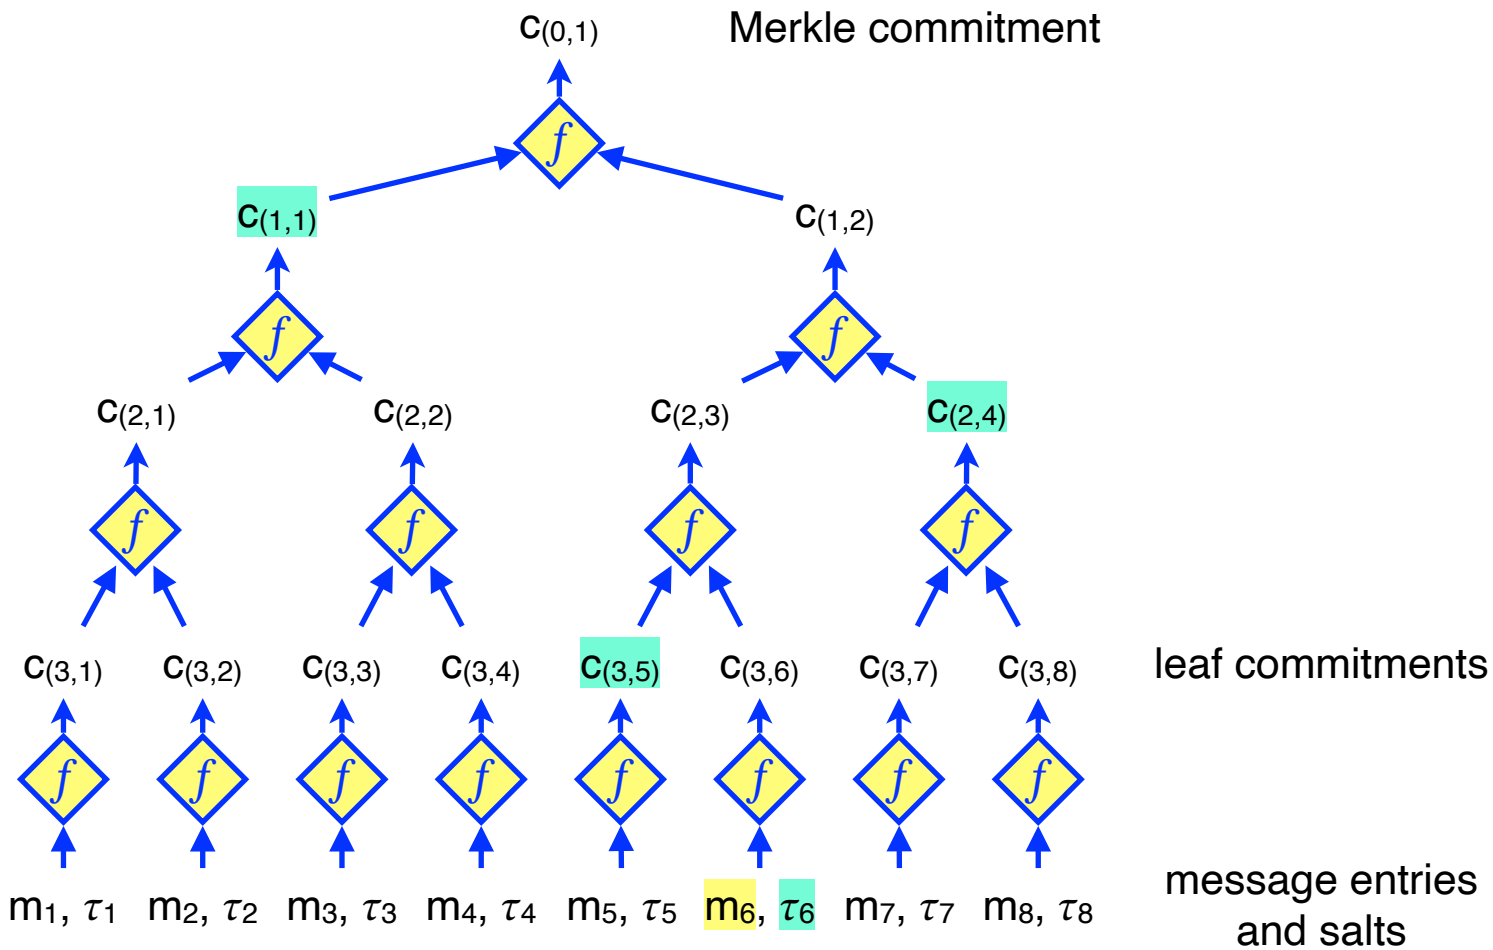 c(0,1) Merkle commitment
f
c(1,1) c(1,2)
f f
c(2,1) c(2,2) c(2,3) c(2,4)
f f f f
c(3,1) c(3,2) c(3,3) c(3,4) c(3,5) c(3,6) c(3,7) c(3,8) leaf commitments
f f f f f f f f
m1, τ1 m2, τ2 m3, τ3 m4, τ4 m5, τ5 m6, τ6 m7, τ7 m8, τ8
message entries
and salts